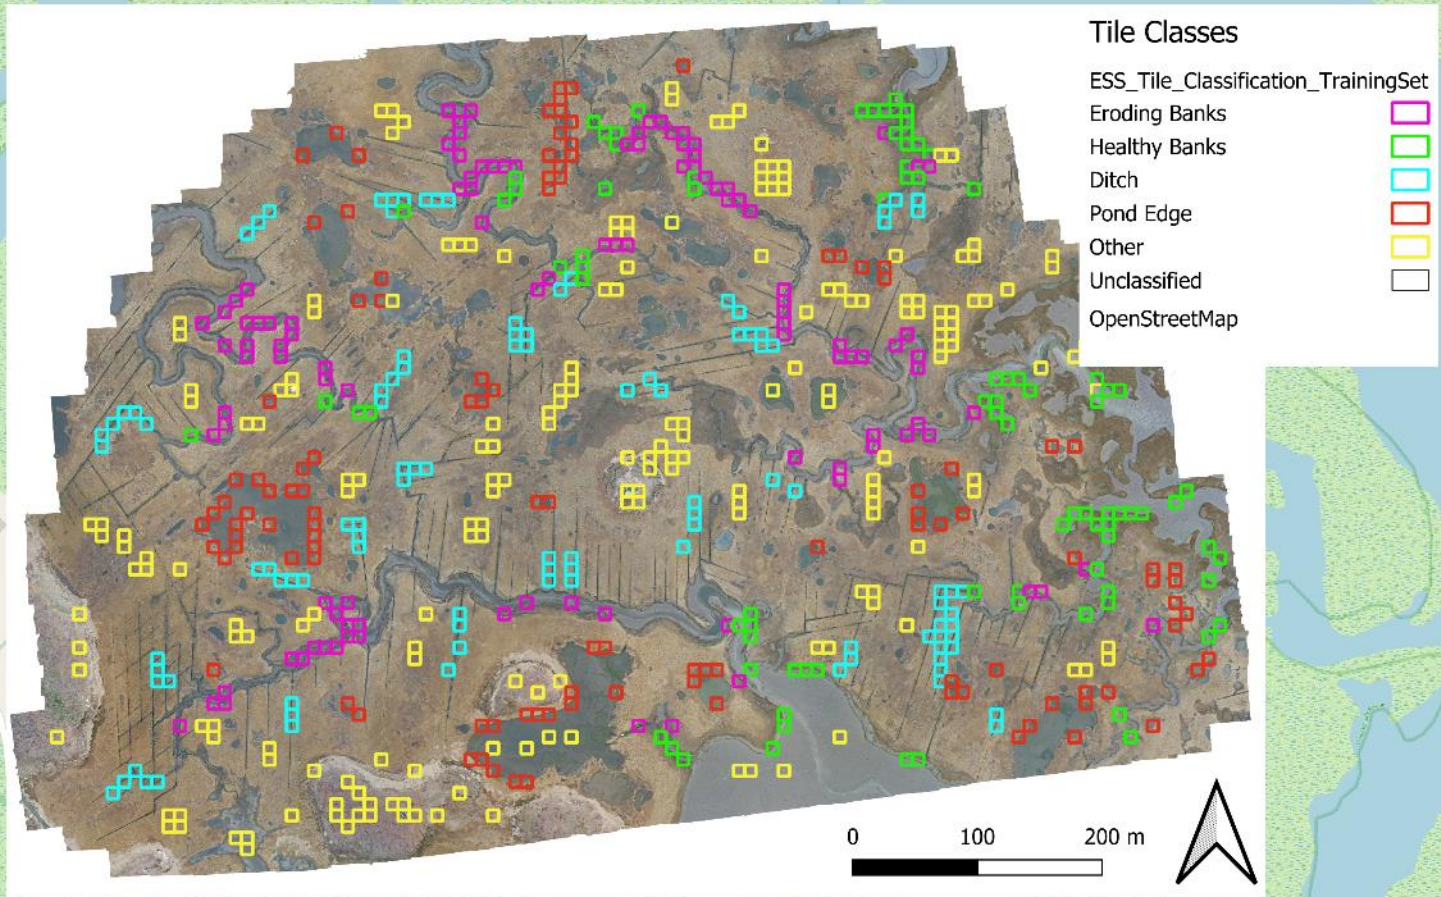 Tile Classes
ESS_Tile_Classification_TrainingSet
Eroding Banks
Healthy Banks
Ditch
Pond Edge
Other
Unclassified
OpenStreetMap
0 100 200 m